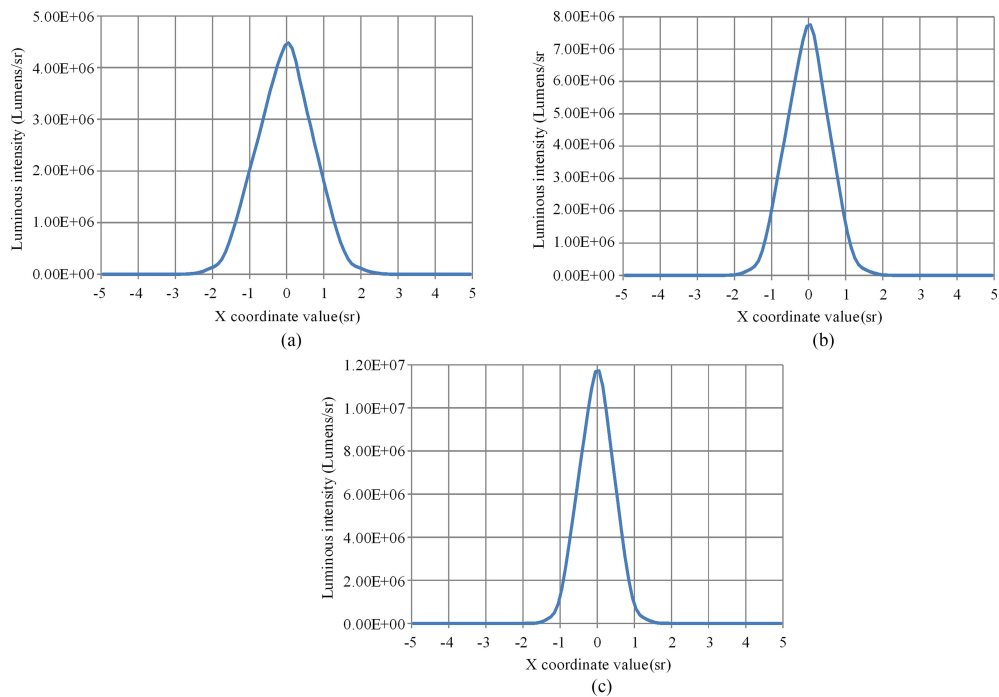 5.00E+06
4.00E+06
3.00E+06
2.00E+06
1.00E+06
0.00E+00
Luminous intensity (Lumens/sr)
-5 -4 -3 -2 -1 0 1 2 3 4 5
X coordinate value(sr)
(a)
8.00E+06
7.00E+06
6.00E+06
5.00E+06
4.00E+06
3.00E+06
2.00E+06
1.00E+06
0.00E+00
Luminous intensity (Lumens/sr
-5 -4 -3 -2 -1 0 1 2 3 4 5
X coordinate value(sr)
(b)
1.20E+07
1.00E+07
8.00E+06
6.00E+06
4.00E+06
2.00E+06
0.00E+00
Luminous intensity (Lumens/sr)
-5 -4 -3 -2 -1 0 1 2 3 4 5
X coordinate value(sr)
(c)